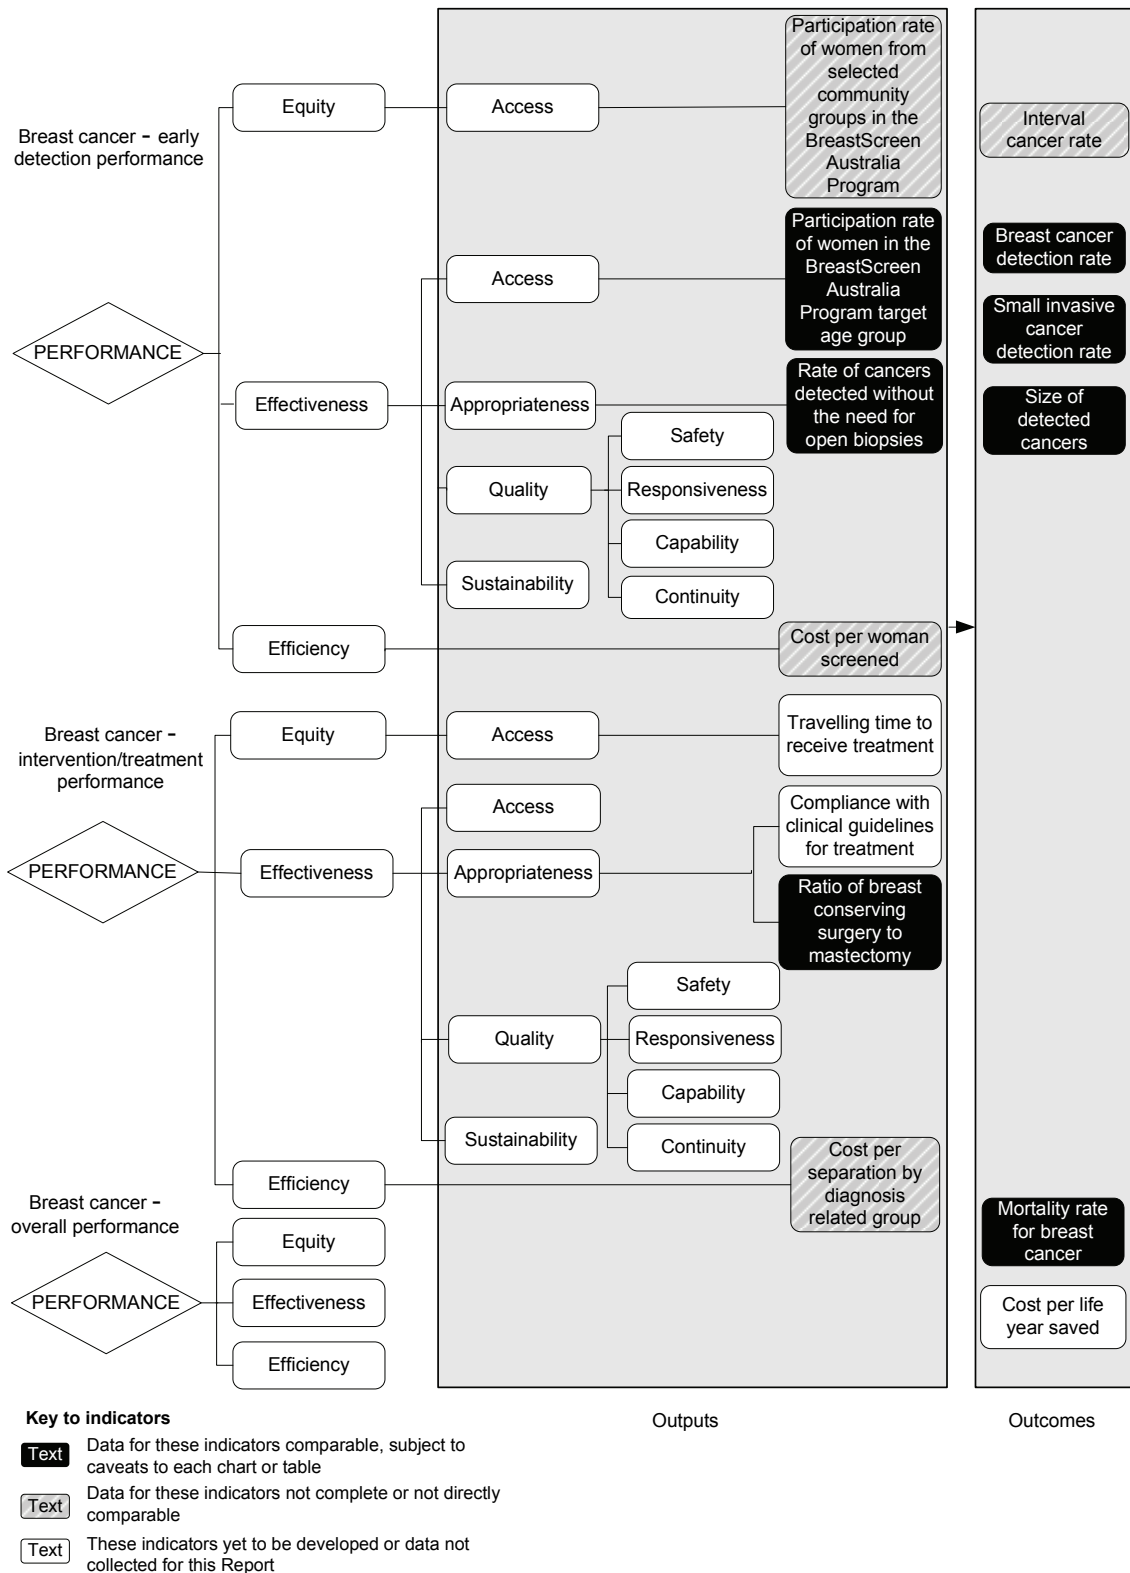 Breast cancer – early
detection performance
PERFORMANCE
Equity
Access
Participation rate
of women from
selected
community
groups in the
BreastScreen
Australia
Program
Effectiveness
Access
Participation rate
of women in the
BreastScreen
Australia
Program target
age group
Appropriateness
Rate of cancers
detected without
the need for
open biopsies
Quality
Safety
Responsiveness
Capability
Continuity
Sustainability
Efficiency
Cost per woman
screened
Interval
cancer rate
Breast cancer
detection rate
Small invasive
cancer
detection rate
Size of
detected
cancers
Breast cancer –
intervention/treatment
performance
PERFORMANCE
Equity
Access
Travelling time to
receive treatment
Effectiveness
Access
Appropriateness
Compliance with
clinical guidelines
for treatment
Ratio of breast
conserving
surgery to
mastectomy
Quality
Safety
Responsiveness
Capability
Continuity
Sustainability
Efficiency
Cost per
separation by
diagnosis
related group
Breast cancer –
overall performance
PERFORMANCE
Equity
Effectiveness
Efficiency
Mortality rate
for breast
cancer
Cost per life
year saved
Outputs
Outcomes
Key to indicators
Text
Data for these indicators comparable, subject to
caveats to each chart or table
Text
Data for these indicators not complete or not directly
comparable
Text
These indicators yet to be developed or data not
collected for this Report